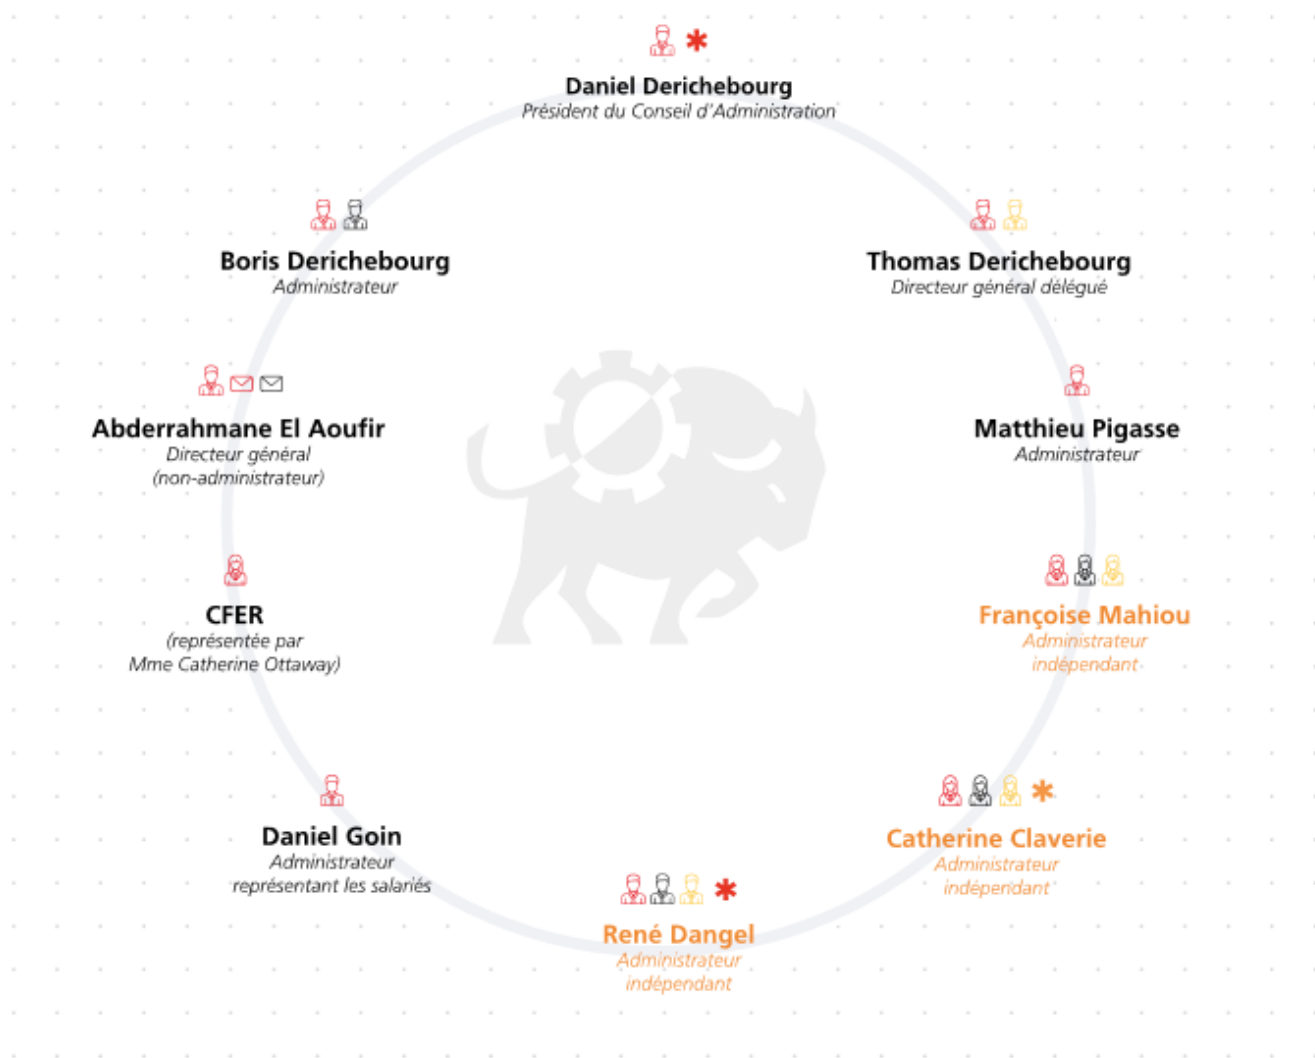 Daniel Derichebourg
Président du Conseil d'Administration
Boris Derichebourg
Administrateur
Thomas Derichebourg
Directeur général délégué
Abderrahmane El Aoufir
Directeur général
(non-administrateur)
Matthieu Pigasse
Administrateur
CFER
(représentée par
Mme Catherine Ottaway)
Françoise Mahiou
Administrateur
indépendant
Daniel Goin
Administrateur
représentant les salariés
Catherine Claverie
Administrateur
indépendant
René Dangel
Administrateur
indépendant